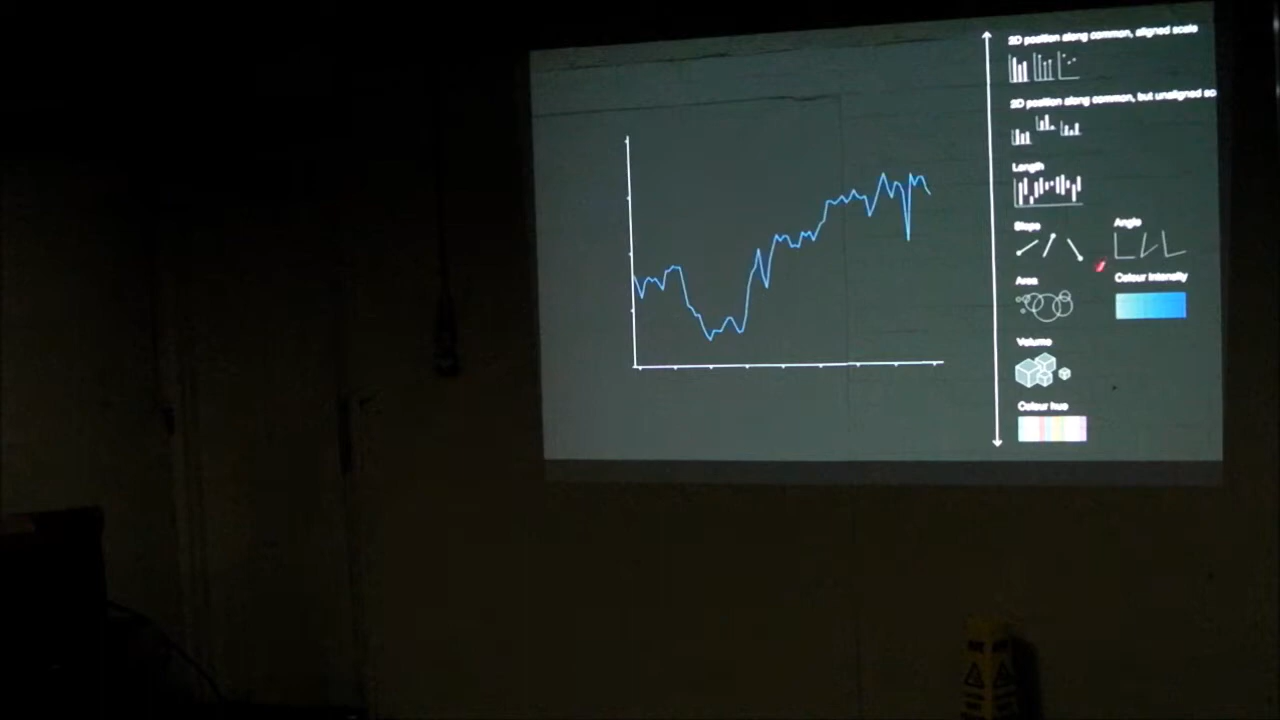 2D position along common, aligned scale
2D position along common, but unaligned sc
Length
Slope
Angle
Area
Colour Intensity
Volume
Colour hue